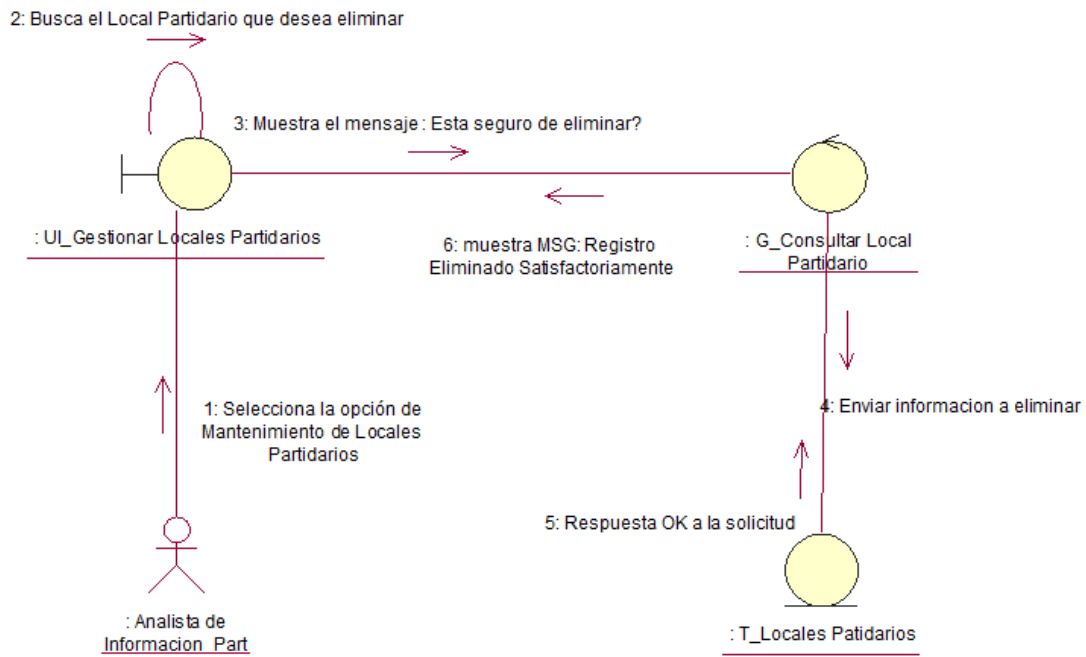 2: Busca el Local Partidario que desea eliminar
3: Muestra el mensaje : Esta seguro de eliminar?
: UI_Gestionar Locales Partidarios
6: muestra MSG: Registro
Eliminado Satisfactoriamente
: G_Consultar Local
Partidario
1: Selecciona la opción de
Mantenimiento de Locales
Partidarios
4: Enviar informacion a eliminar
5: Respuesta OK a la solicitud
: Analista de
Informacion_Part
: T_Locales Patidarios